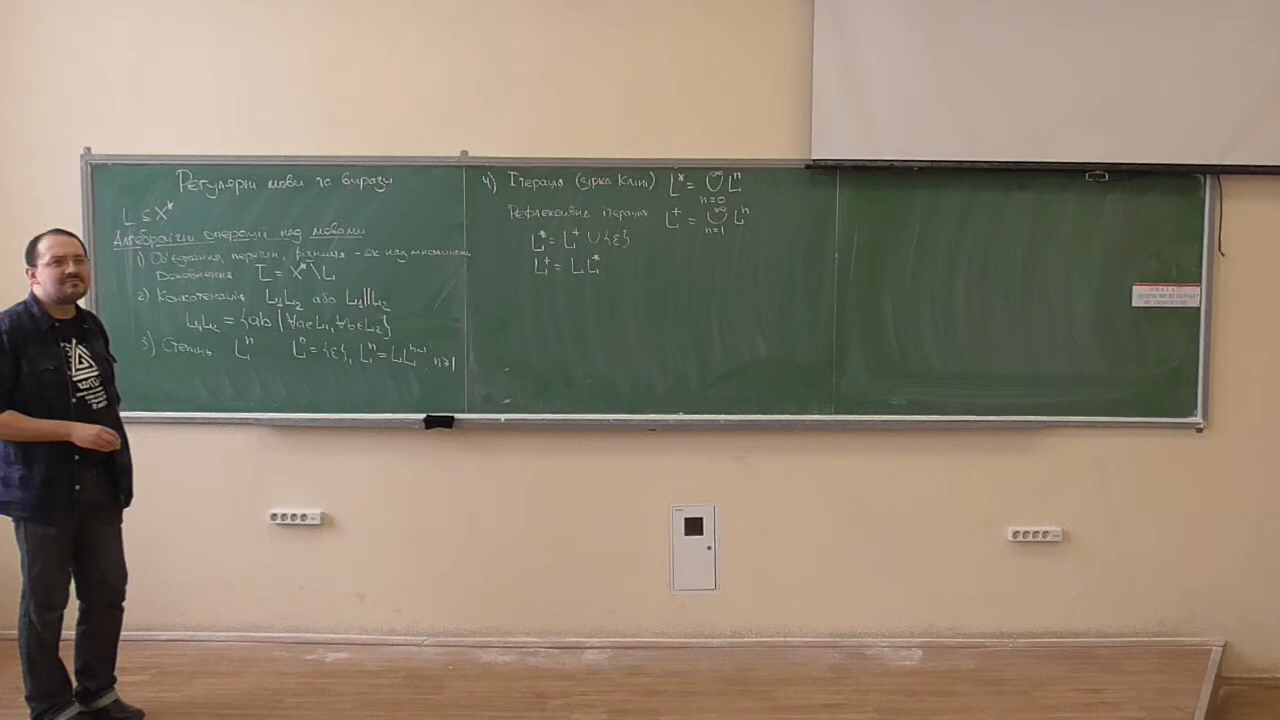 Регулярні мови та вирази
L ⊆ X*
Алгебраїчні операції над мовами
1) Об'єднання, перетин, різниця - як над множинами
Доповнення L̅ = X* \ L
2) Конкатенація L₁L₂ або L₁||L₂
L₁L₂ = {ab | ∀a∈L₁, ∀b∈L₂}
3) Степінь Lⁿ L⁰ = {ε}, Lⁿ = LLⁿ⁻¹, n≥1
4) Ітерація (зірка Кліні) L* = ∪ₙ₌₀^∞ Lⁿ
Рефлексивна ітерація L⁺ = ∪ₙ₌₁^∞ Lⁿ
L* = L⁺ ∪ {ε}
L⁺ = LL*